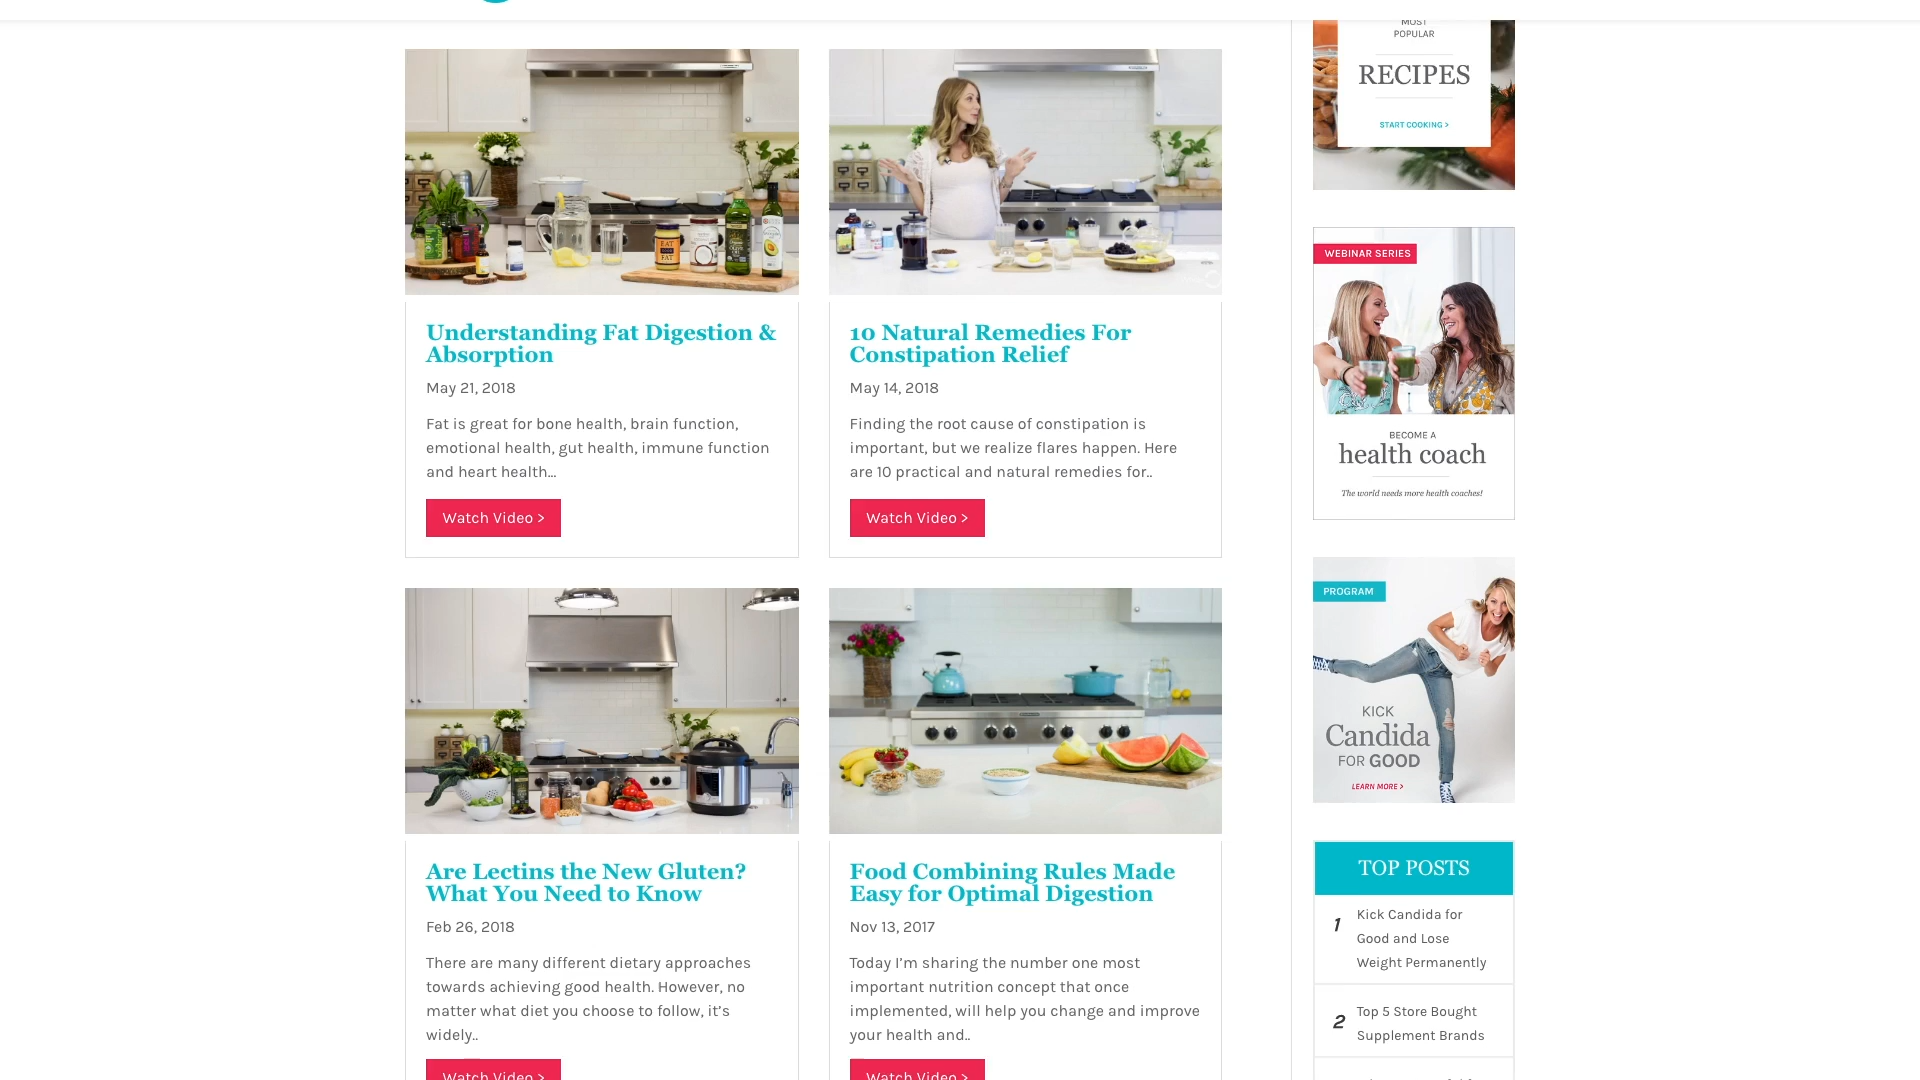 Understanding Fat Digestion &
Absorption
May 21, 2018
Fat is great for bone health, brain function,
emotional health, gut health, immune function
and heart health...
Watch Video >
10 Natural Remedies For
Constipation Relief
May 14, 2018
Finding the root cause of constipation is
important, but we realize flares happen. Here
are 10 practical and natural remedies for..
Watch Video >
EAT
FAT
Are Lectins the New Gluten?
What You Need to Know
Feb 26, 2018
There are many different dietary approaches
towards achieving good health. However, no
matter what diet you choose to follow, it's
widely..
Watch Video >
Food Combining Rules Made
Easy for Optimal Digestion
Nov 13, 2017
Today I'm sharing the number one most
important nutrition concept that once
implemented, will help you change and improve
your health and..
Watch Video >
MOST
POPULAR
RECIPES
START COOKING >
WEBINAR SERIES
BECOME A
health coach
The world needs more health coaches!
PROGRAM
KICK
Candida
FOR GOOD
LEARN MORE >
TOP POSTS
1
Kick Candida for
Good and Lose
Weight Permanently
2
Top 5 Store Bought
Supplement Brands